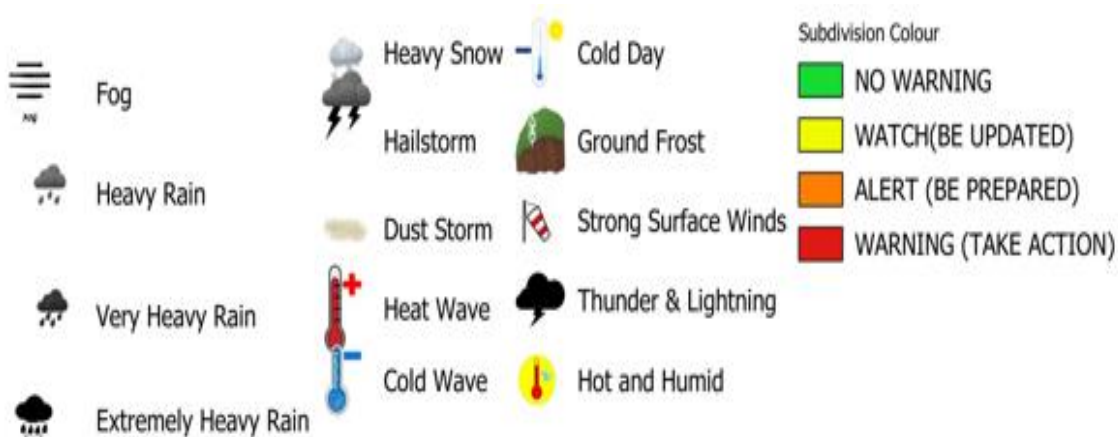 Fog
Heavy Rain
Very Heavy Rain
Extremely Heavy Rain
Heavy Snow
Hailstorm
Dust Storm
Heat Wave
Cold Wave
Cold Day
Ground Frost
Strong Surface Winds
Thunder & Lightning
Hot and Humid
Subdivision Colour
NO WARNING
WATCH(BE UPDATED)
ALERT (BE PREPARED)
WARNING (TAKE ACTION)